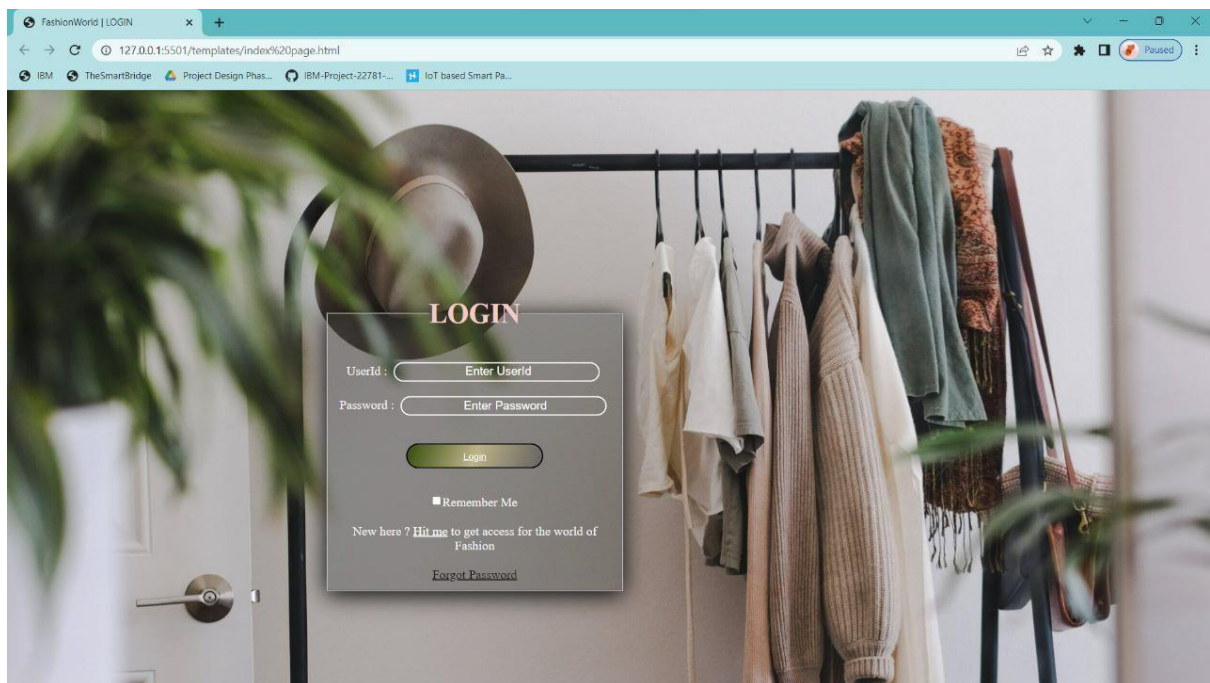 FashionWorld | LOGIN
127.0.0.1:5501/templates/index%20page.html
Paused
IBM
TheSmartBridge
Project Design Phas...
IBM-Project-22781-...
IoT based Smart Pa...
LOGIN
UserId :
Enter UserId
Password :
Enter Password
Login
Remember Me
New here ? Hit me to get access for the world of
Fashion
Forgot Password